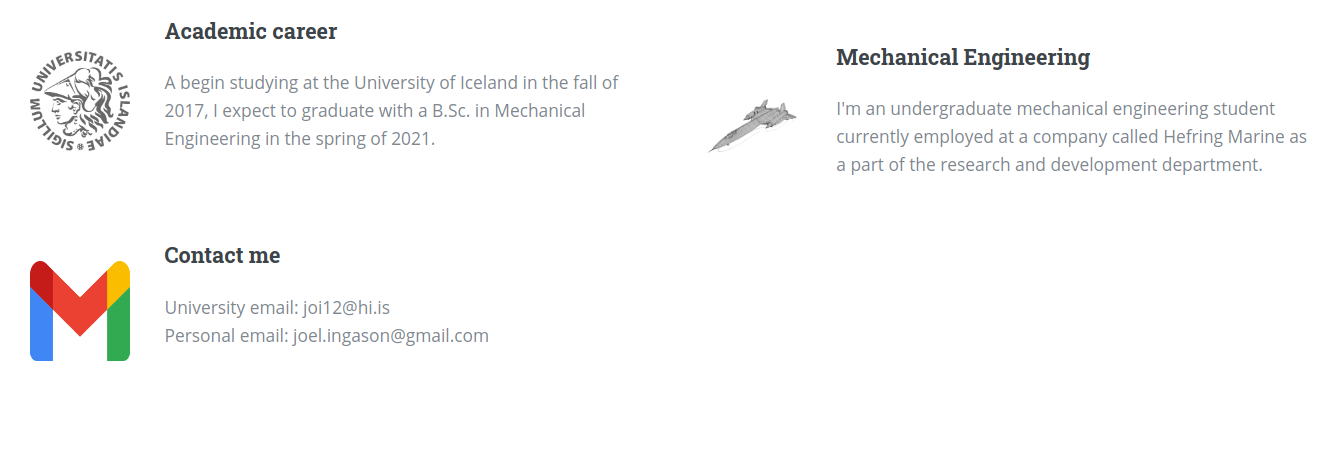 Academic career
A begin studying at the University of Iceland in the fall of
2017, I expect to graduate with a B.Sc. in Mechanical
Engineering in the spring of 2021.
UNIVERSITATIS ISLANDIAE SIGILLUM
Mechanical Engineering
I'm an undergraduate mechanical engineering student
currently employed at a company called Hefring Marine as
a part of the research and development department.
Contact me
University email: joi12@hi.is
Personal email: joel.ingason@gmail.com